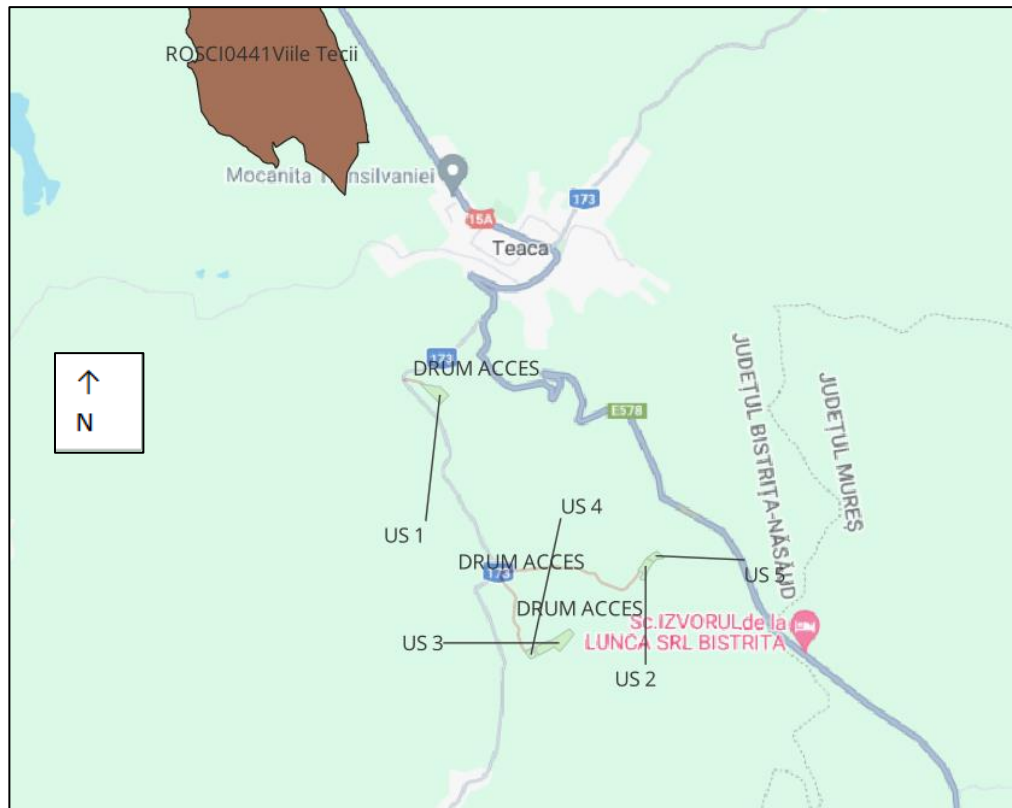 ROSCI0441Viile Tecii
Mocanita Transilvaniei
173
15A
Teaca
↑
N
173
DRUM ACCES
E578
JUDEȚUL BISTRIȚA-NĂSĂUD
JUDEȚUL MUREȘ
US 4
US 1
DRUM ACCES
173
US 5
DRUM ACCES
Sc.IZVORUL de la
LUNCA SRL BISTRITA
US 3
US 2